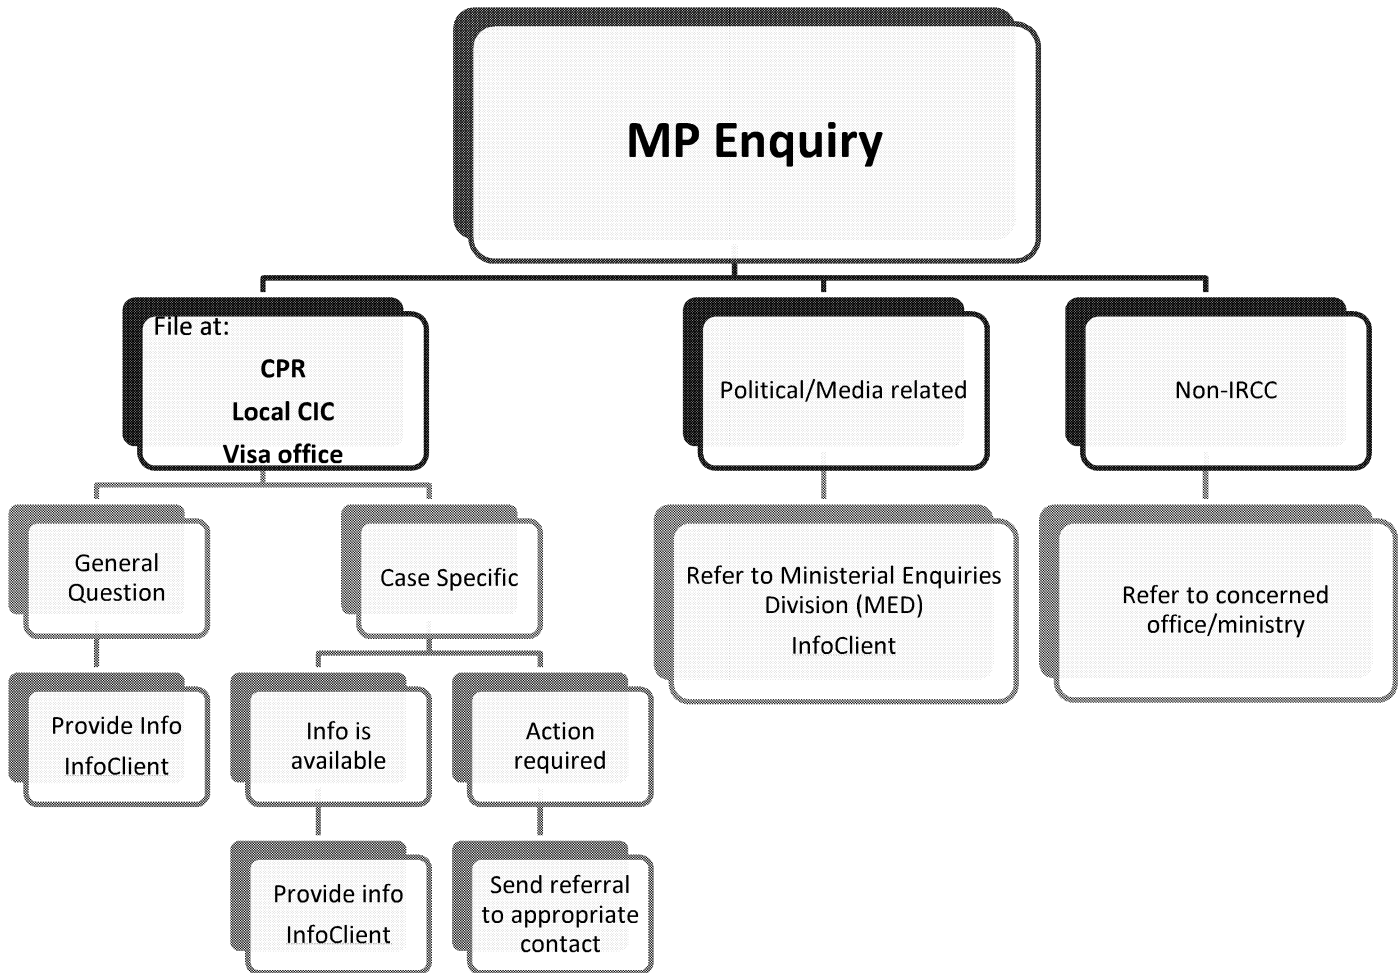 MP Enquiry
File at:
CPR
Local CIC
Visa office
Political/Media related
Non-IRCC
General
Question
Case Specific
Refer to Ministerial Enquiries
Division (MED)
InfoClient
Refer to concerned
office/ministry
Provide Info
InfoClient
Info is
available
Action
required
Provide info
InfoClient
Send referral
to appropriate
contact